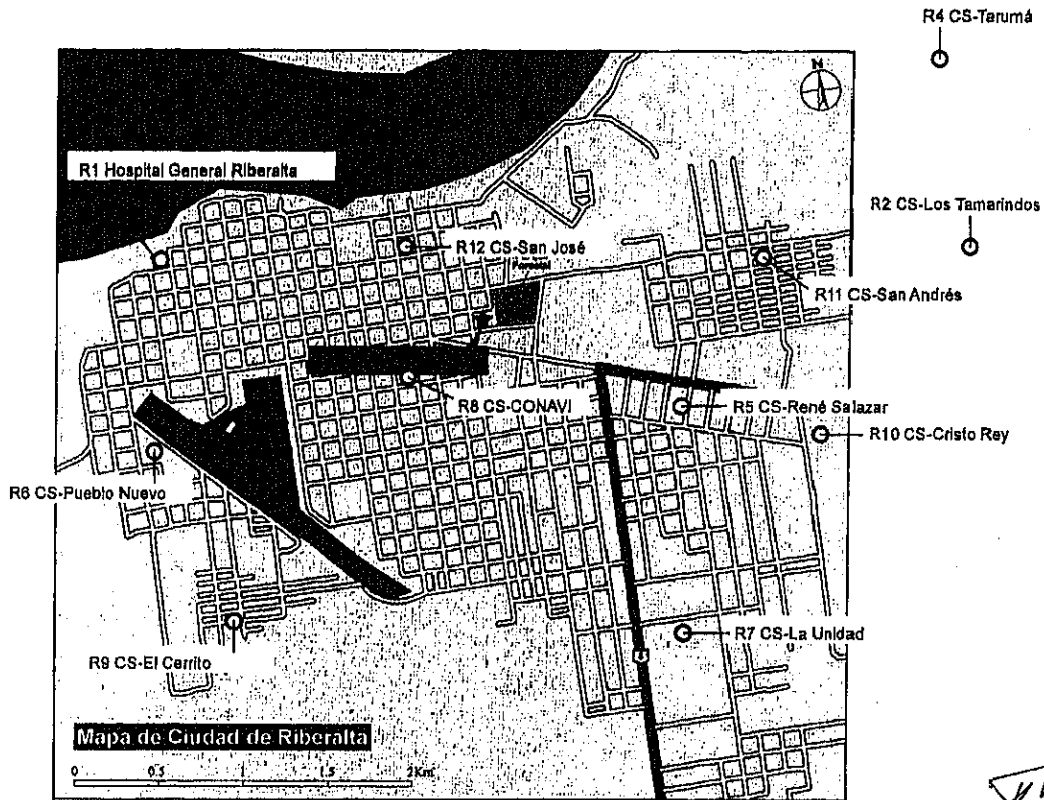 R4 CS-Tarumá
N
R1 Hospital General Riberalta
R2 CS-Los Tamarindos
R12 CS-San José
R11 CS-San Andrés
R8 CS-CONAVI
R5 CS-René Salazar
R10 CS-Cristo Rey
R6 CS-Pueblo Nuevo
R7 CS-La Unidad
R9 CS-El Cerrito
Mapa de Ciudad de Riberalta
0 0.5 1 1.5 2Km